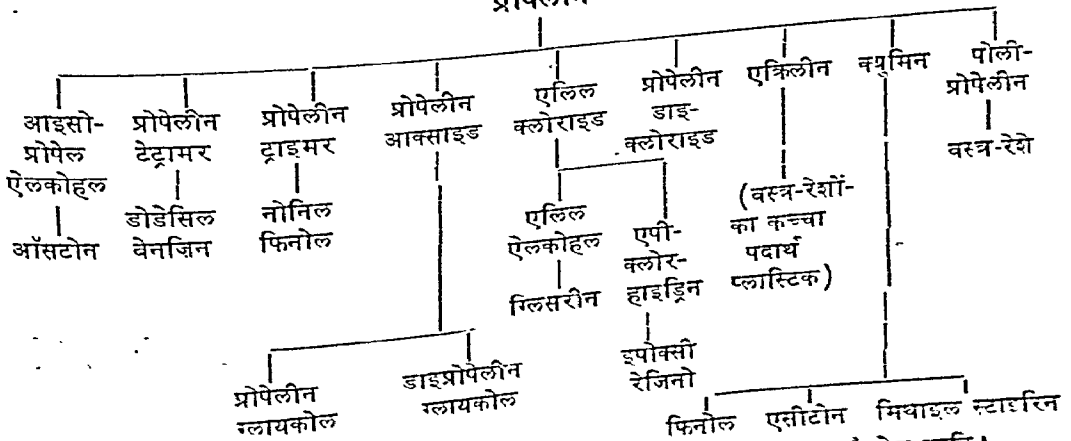 प्रोपेलीन
आइसो-
प्रोपेल
ऐलकोहल
ऑसटोन
प्रोपेलीन
टेट्रामर
डोडेसिल
बेनज़िन
प्रोपेलीन
ट्राइमर
नोनिल
फिनोल
प्रोपेलीन
आक्साइड
प्रोपेलीन
ग्लायकोल
डाइप्रोपेलीन
ग्लायकोल
एलिल
क्लोराइड
एलिल
ऐलकोहल
ग्लिसरीन
एपी-
क्लोर-
हाइड्रिन
इपोक्सी
रेजिनो
प्रोपेलीन
डाइ-
क्लोराइड
एक्रिलीन
(वस्त्र-रेशों-
का कच्चा
पदार्थ
प्लास्टिक)
क्युमिन
फिनोल एसीटोन मिथाइल स्टाइरिन
पोली-
प्रोपेलीन
वस्त्र-रेशे